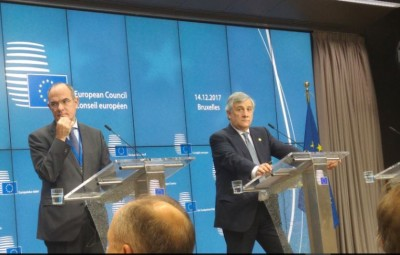 European Council
Conseil européen
14.12.2017
Bruxelles